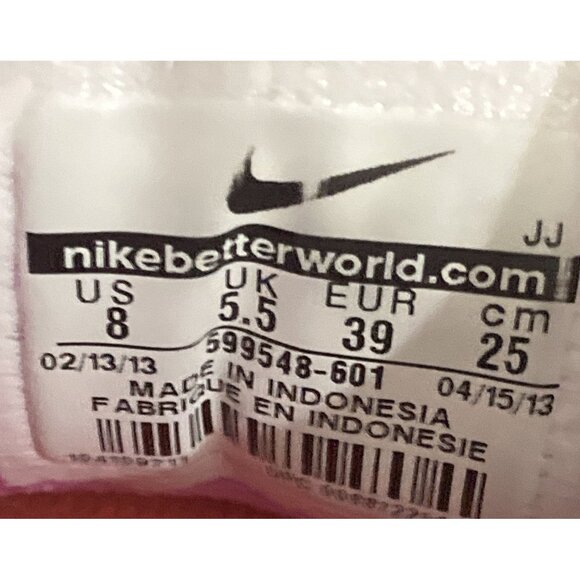 JJ
nikebetterworld.com
US UK EUR cm
8 5.5 39 25
02/13/13 599548-601 04/15/13
MADE IN INDONESIA
FABRIQUE EN INDONESIE